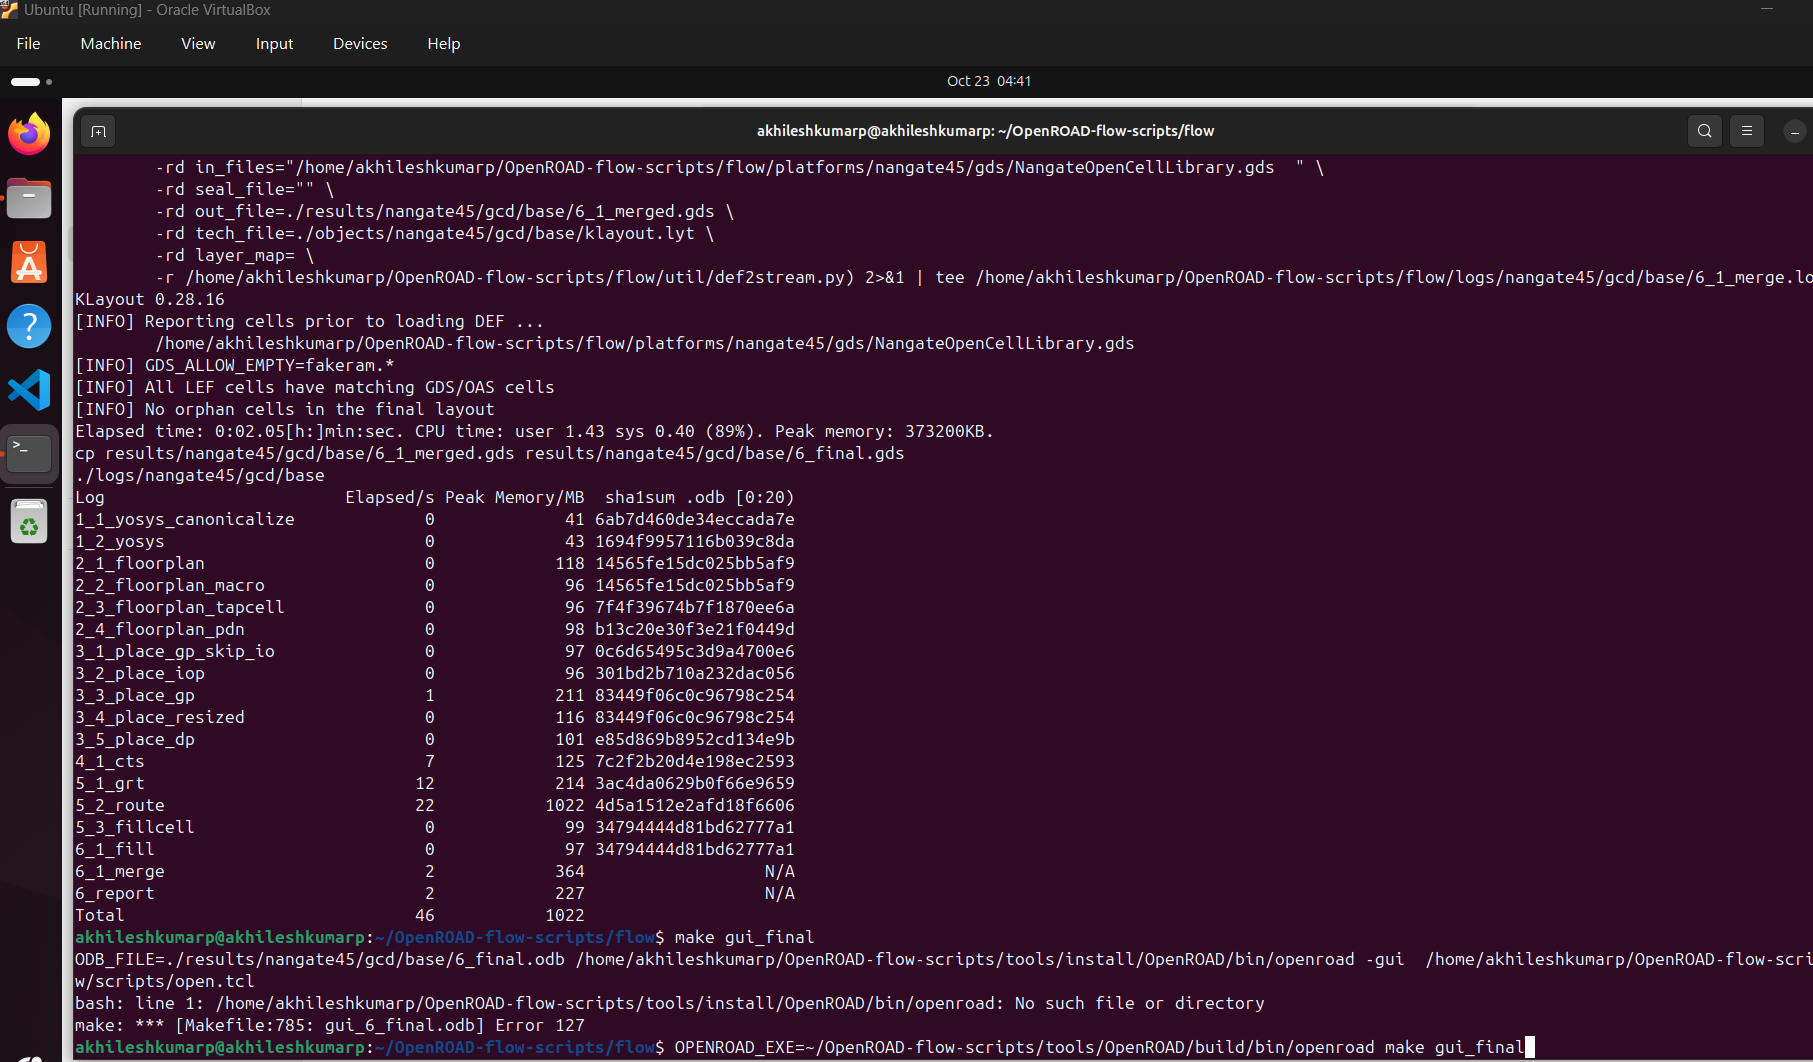 Ubuntu [Running] - Oracle VirtualBox
File Machine View Input Devices Help
Oct 23 04:41
akhileshkumarp@akhileshkumarp: ~/OpenROAD-flow-scripts/flow
-rd in_files="/home/akhileshkumarp/OpenROAD-flow-scripts/flow/platforms/nangate45/gds/NangateOpenCellLibrary.gds  " \
-rd seal_file="" \
-rd out_file=./results/nangate45/gcd/base/6_1_merged.gds \
-rd tech_file=./objects/nangate45/gcd/base/klayout.lyt \
-rd layer_map= \
-r /home/akhileshkumarp/OpenROAD-flow-scripts/flow/util/def2stream.py) 2>&1 | tee /home/akhileshkumarp/OpenROAD-flow-scripts/flow/logs/nangate45/gcd/base/6_1_merge.lo
KLayout 0.28.16
[INFO] Reporting cells prior to loading DEF ...
/home/akhileshkumarp/OpenROAD-flow-scripts/flow/platforms/nangate45/gds/NangateOpenCellLibrary.gds
[INFO] GDS_ALLOW_EMPTY=fakeram.*
[INFO] All LEF cells have matching GDS/OAS cells
[INFO] No orphan cells in the final layout
Elapsed time: 0:02.05[h:]min:sec. CPU time: user 1.43 sys 0.40 (89%). Peak memory: 373200KB.
cp results/nangate45/gcd/base/6_1_merged.gds results/nangate45/gcd/base/6_final.gds
./logs/nangate45/gcd/base
Log Elapsed/s Peak Memory/MB sha1sum .odb [0:20)
1_1_yosys_canonicalize 0 41 6ab7d460de34eccada7e
1_2_yosys 0 43 1694f9957116b039c8da
2_1_floorplan 0 118 14565fe15dc025bb5af9
2_2_floorplan_macro 0 96 14565fe15dc025bb5af9
2_3_floorplan_tapcell 0 96 7f4f39674b7f1870ee6a
2_4_floorplan_pdn 0 98 b13c20e30f3e21f0449d
3_1_place_gp_skip_io 0 97 0c6d65495c3d9a4700e6
3_2_place_iop 0 96 301bd2b710a232dac056
3_3_place_gp 1 211 83449f06c0c96798c254
3_4_place_resized 0 116 83449f06c0c96798c254
3_5_place_dp 0 101 e85d869b8952cd134e9b
4_1_cts 7 125 7c2f2b20d4e198ec2593
5_1_grt 12 214 3ac4da0629b0f66e9659
5_2_route 22 1022 4d5a1512e2afd18f6606
5_3_fillcell 0 99 34794444d81bd62777a1
6_1_fill 0 97 34794444d81bd62777a1
6_1_merge 2 364 N/A
6_report 2 227 N/A
Total 46 1022
akhileshkumarp@akhileshkumarp:~/OpenROAD-flow-scripts/flow$ make gui_final
ODB_FILE=./results/nangate45/gcd/base/6_final.odb /home/akhileshkumarp/OpenROAD-flow-scripts/tools/install/OpenROAD/bin/openroad -gui  /home/akhileshkumarp/OpenROAD-flow-scri
w/scripts/open.tcl
bash: line 1: /home/akhileshkumarp/OpenROAD-flow-scripts/tools/install/OpenROAD/bin/openroad: No such file or directory
make: *** [Makefile:785: gui_6_final.odb] Error 127
akhileshkumarp@akhileshkumarp:~/OpenROAD-flow-scripts/flow$ OPENROAD_EXE=~/OpenROAD-flow-scripts/tools/OpenROAD/build/bin/openroad make gui_final